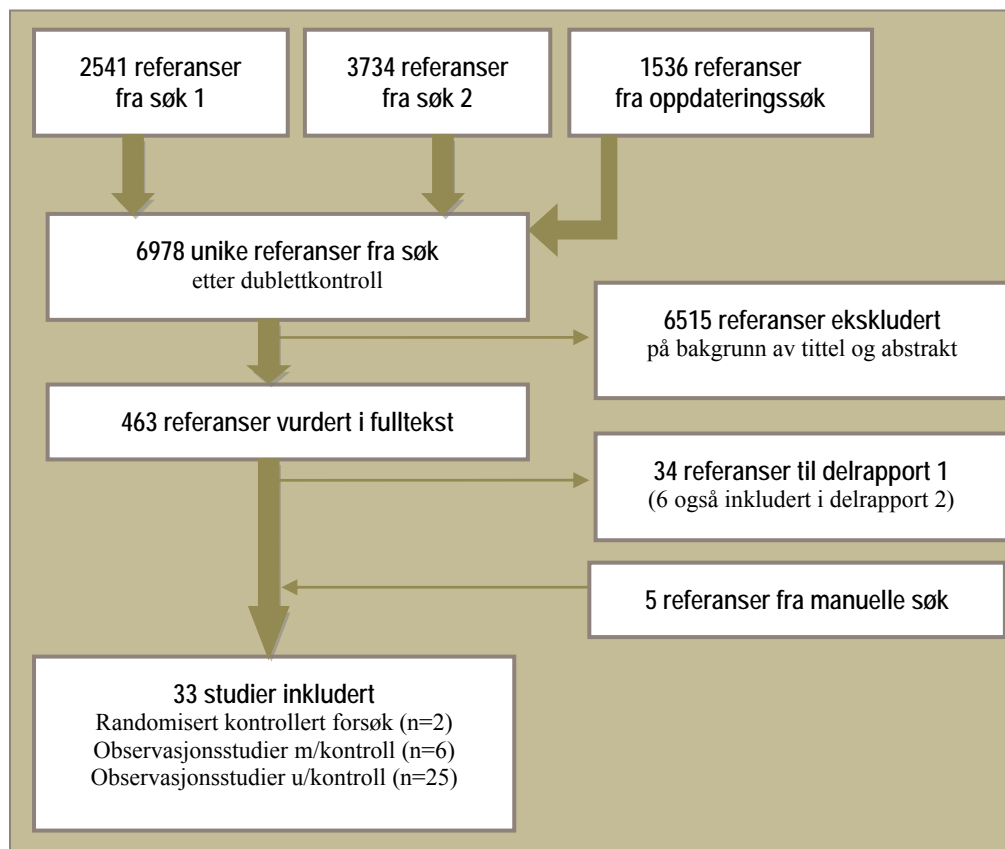 2541 referanser
fra søk 1
3734 referanser
fra søk 2
1536 referanser
fra oppdateringssøk
6978 unike referanser fra søk
etter dublettkontroll
6515 referanser ekskludert
på bakgrunn av tittel og abstrakt
463 referanser vurdert i fulltekst
34 referanser til delrapport 1
(6 også inkludert i delrapport 2)
5 referanser fra manuelle søk
33 studier inkludert
Randomisert kontrollert forsøk (n=2)
Observasjonsstudier m/kontroll (n=6)
Observasjonsstudier u/kontroll (n=25)